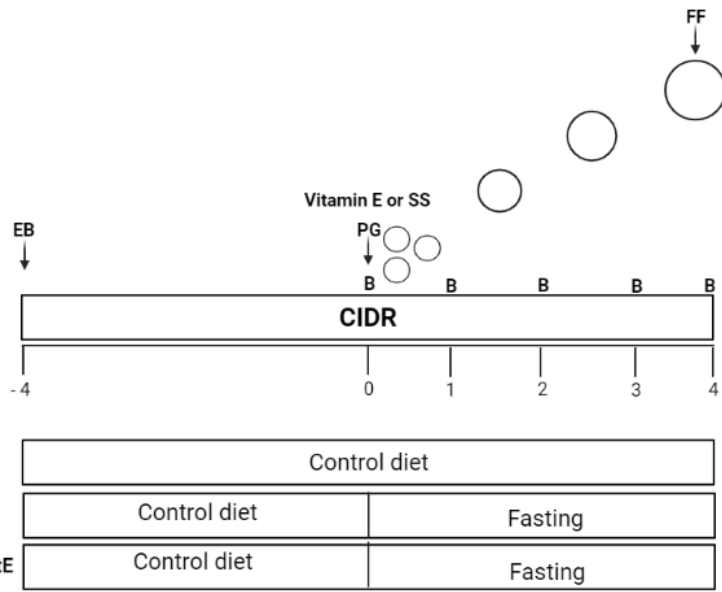 FF
Vitamin E or SS
EB
PG
B B B B B
CIDR
- 4 0 1 2 3 4
Control diet
Control diet Fasting
Control diet Fasting